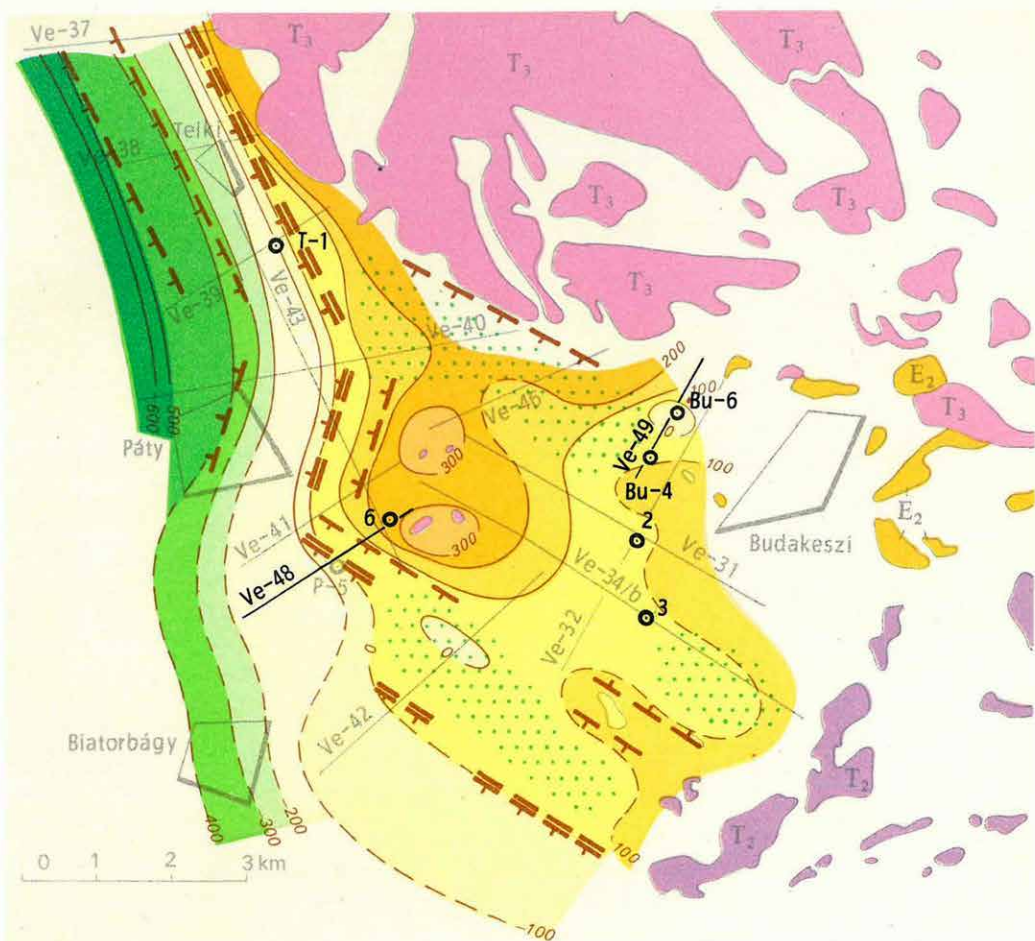 Ve-37
T₃
T₃
T₃
Telki
Ve-38
T₃
T₃
T-1
T₃
Ve-39
Ve-43
Ve-40
200
100
E₂
Bu-6
T₃
600
500
Ve-46
0
Páty
300
Ve-49
100
Bu-4
6
2
E₂
300
Ve-41
Budakeszi
P-5
Ve-34/b
Ve-31
Ve-48
3
0
0
Ve-32
Ve-42
Biatorbágy
T₂
400
300
200
100
T₂
0 1 2 3 km
-100